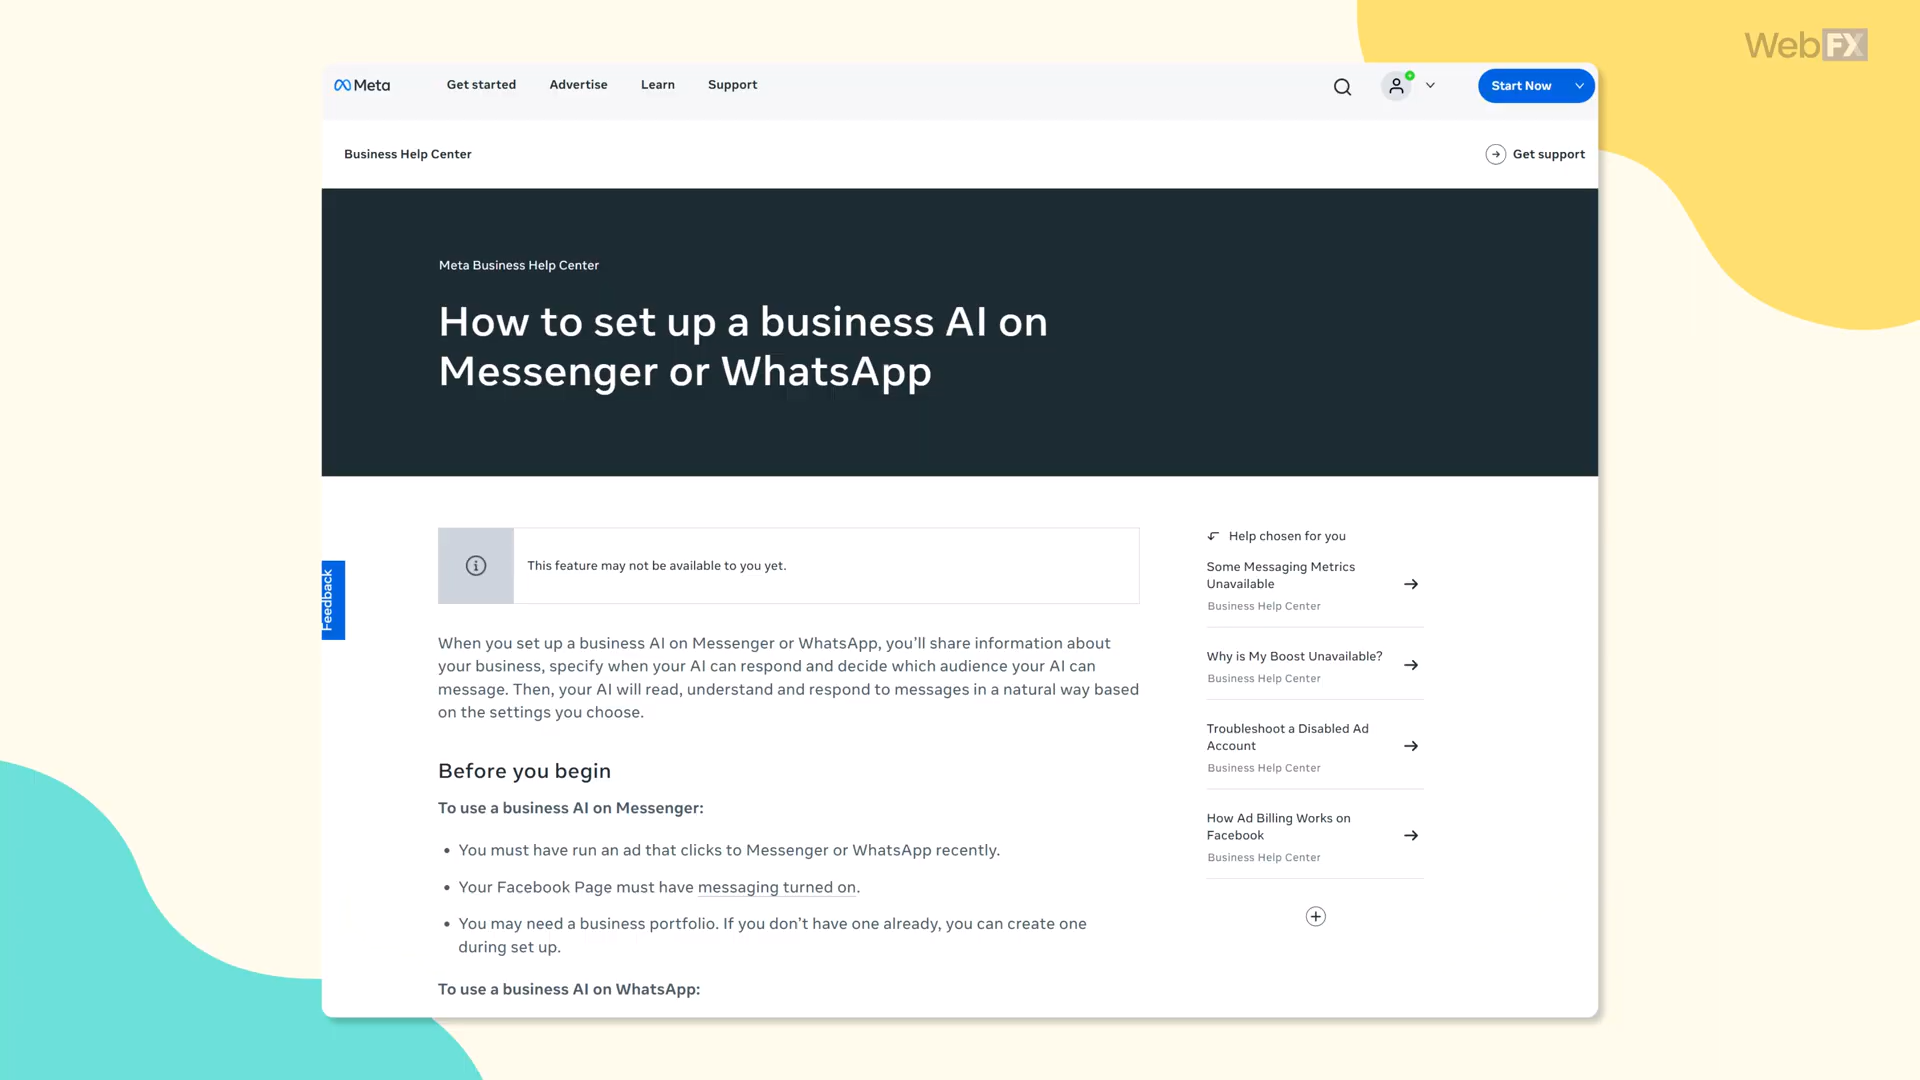 WebFX
Meta
Get started
Advertise
Learn
Support
Start Now
Business Help Center
Get support
Meta Business Help Center
How to set up a business AI on
Messenger or WhatsApp
Feedback
This feature may not be available to you yet.
When you set up a business AI on Messenger or WhatsApp, you’ll share information about
your business, specify when your AI can respond and decide which audience your AI can
message. Then, your AI will read, understand and respond to messages in a natural way based
on the settings you choose.
Before you begin
To use a business AI on Messenger:
• You must have run an ad that clicks to Messenger or WhatsApp recently.
• Your Facebook Page must have messaging turned on.
• You may need a business portfolio. If you don’t have one already, you can create one
during set up.
To use a business AI on WhatsApp:
Help chosen for you
Some Messaging Metrics
Unavailable
Business Help Center
Why is My Boost Unavailable?
Business Help Center
Troubleshoot a Disabled Ad
Account
Business Help Center
How Ad Billing Works on
Facebook
Business Help Center